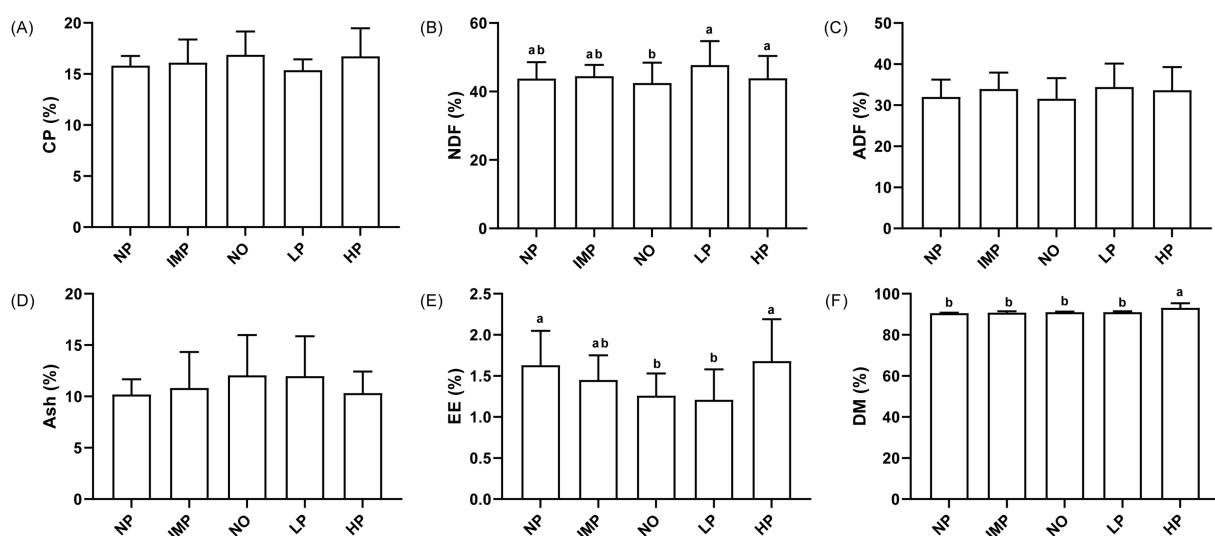 (A)
CP (%)
20
15
10
5
0
NP IMP NO LP HP
(B)
NDF (%)
60
40
20
0
ab ab b a a
NP IMP NO LP HP
(C)
ADF (%)
50
40
30
20
10
0
NP IMP NO LP HP
(D)
Ash (%)
20
15
10
5
0
NP IMP NO LP HP
(E)
EE (%)
2.5
2.0
1.5
1.0
0.5
0.0
a ab b b a
NP IMP NO LP HP
(F)
DM (%)
100
80
60
40
20
0
b b b b a
NP IMP NO LP HP